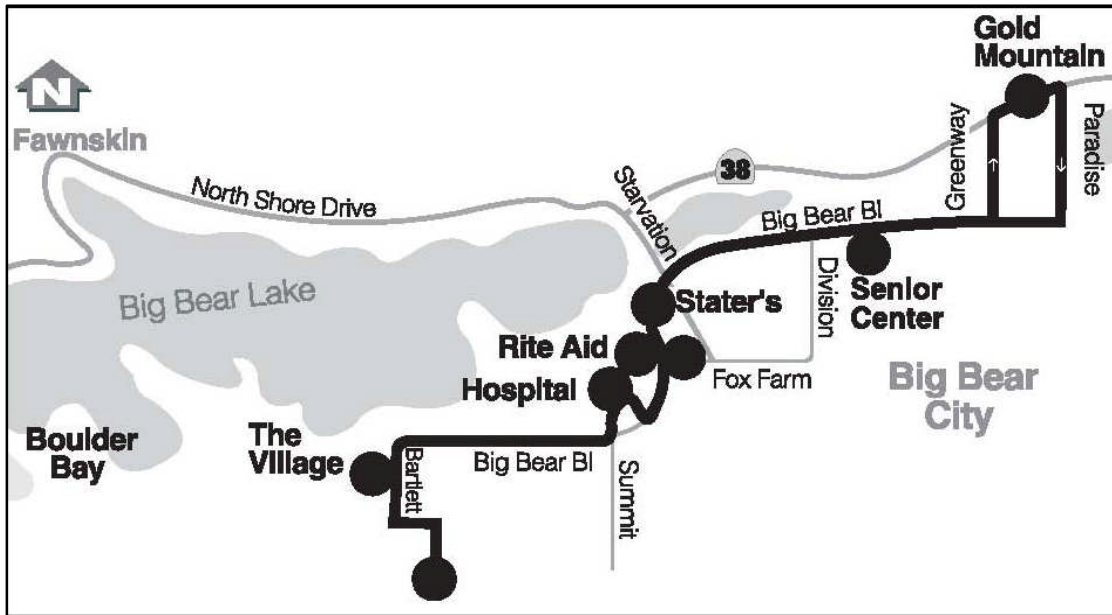 Gold
Mountain
N
Fawnskin
Greenway
Paradise
38
North Shore Drive
Starvation
Big Bear Bl
Big Bear Lake
Stater's
Division
Senior
Center
Rite Aid
Fox Farm
Hospital
Big Bear
City
Boulder
Bay
The
Village
Bartlett
Big Bear Bl
Summit